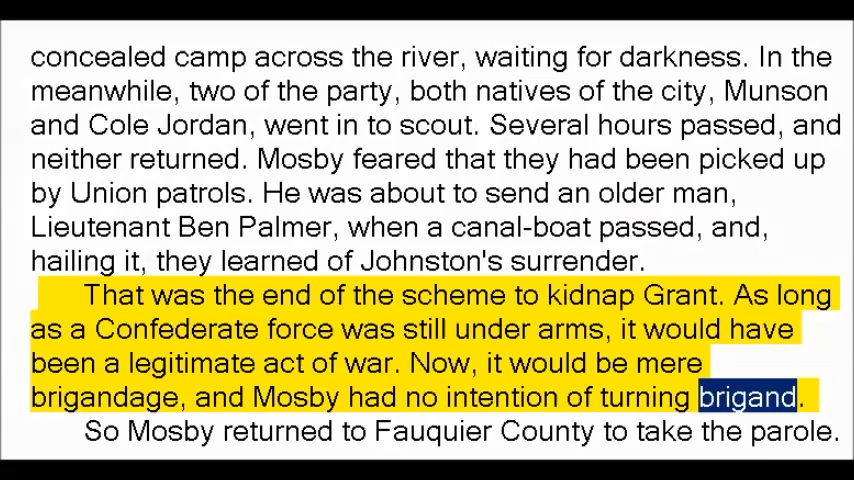 concealed camp across the river, waiting for darkness. In the
meanwhile, two of the party, both natives of the city, Munson
and Cole Jordan, went in to scout. Several hours passed, and
neither returned. Mosby feared that they had been picked up
by Union patrols. He was about to send an older man,
Lieutenant Ben Palmer, when a canal-boat passed, and,
hailing it, they learned of Johnston's surrender.
That was the end of the scheme to kidnap Grant. As long
as a Confederate force was still under arms, it would have
been a legitimate act of war. Now, it would be mere
brigandage, and Mosby had no intention of turning brigand.
So Mosby returned to Fauquier County to take the parole.